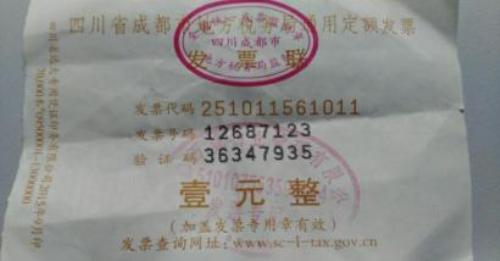 四川省成都市地方税务局通用定额发票
四川成都市
发票联
发票代码 251011561011
发票号码 12687123
验证码 36347935
壹元整
(加盖发票专用章有效)
发票查询网址:www.sc-l-tax.gov.cn